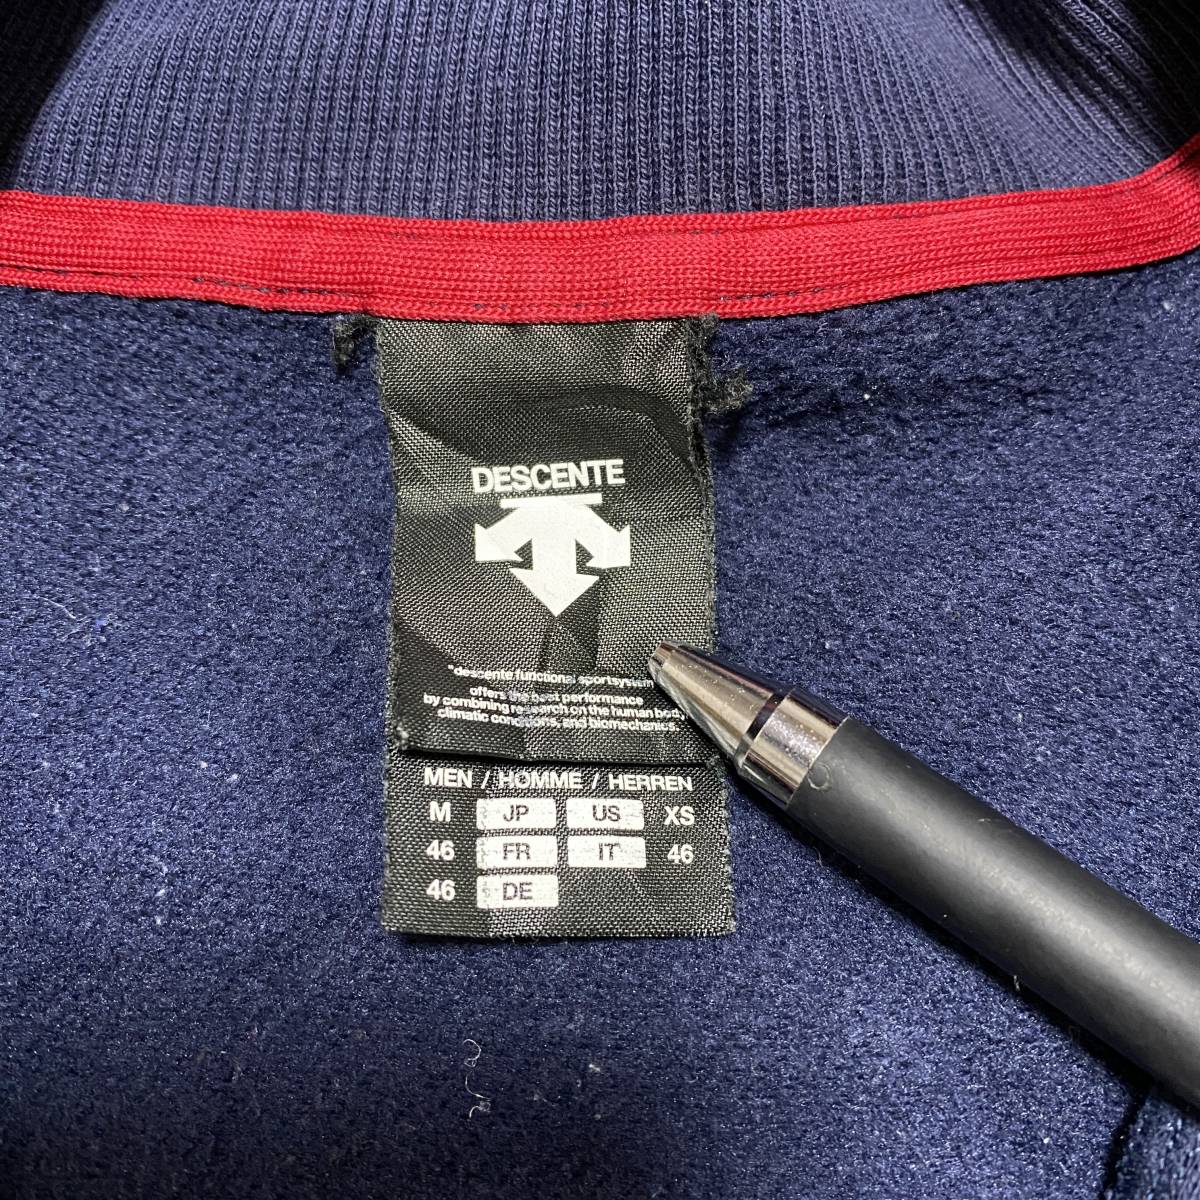 DESCENTE
"descente functional sportsystem
offers the best performance
by combining research on the human body,
climatic conditions, and biomechanics.
MEN / HOMME / HERREN
M JP US XS
46 FR IT 46
46 DE